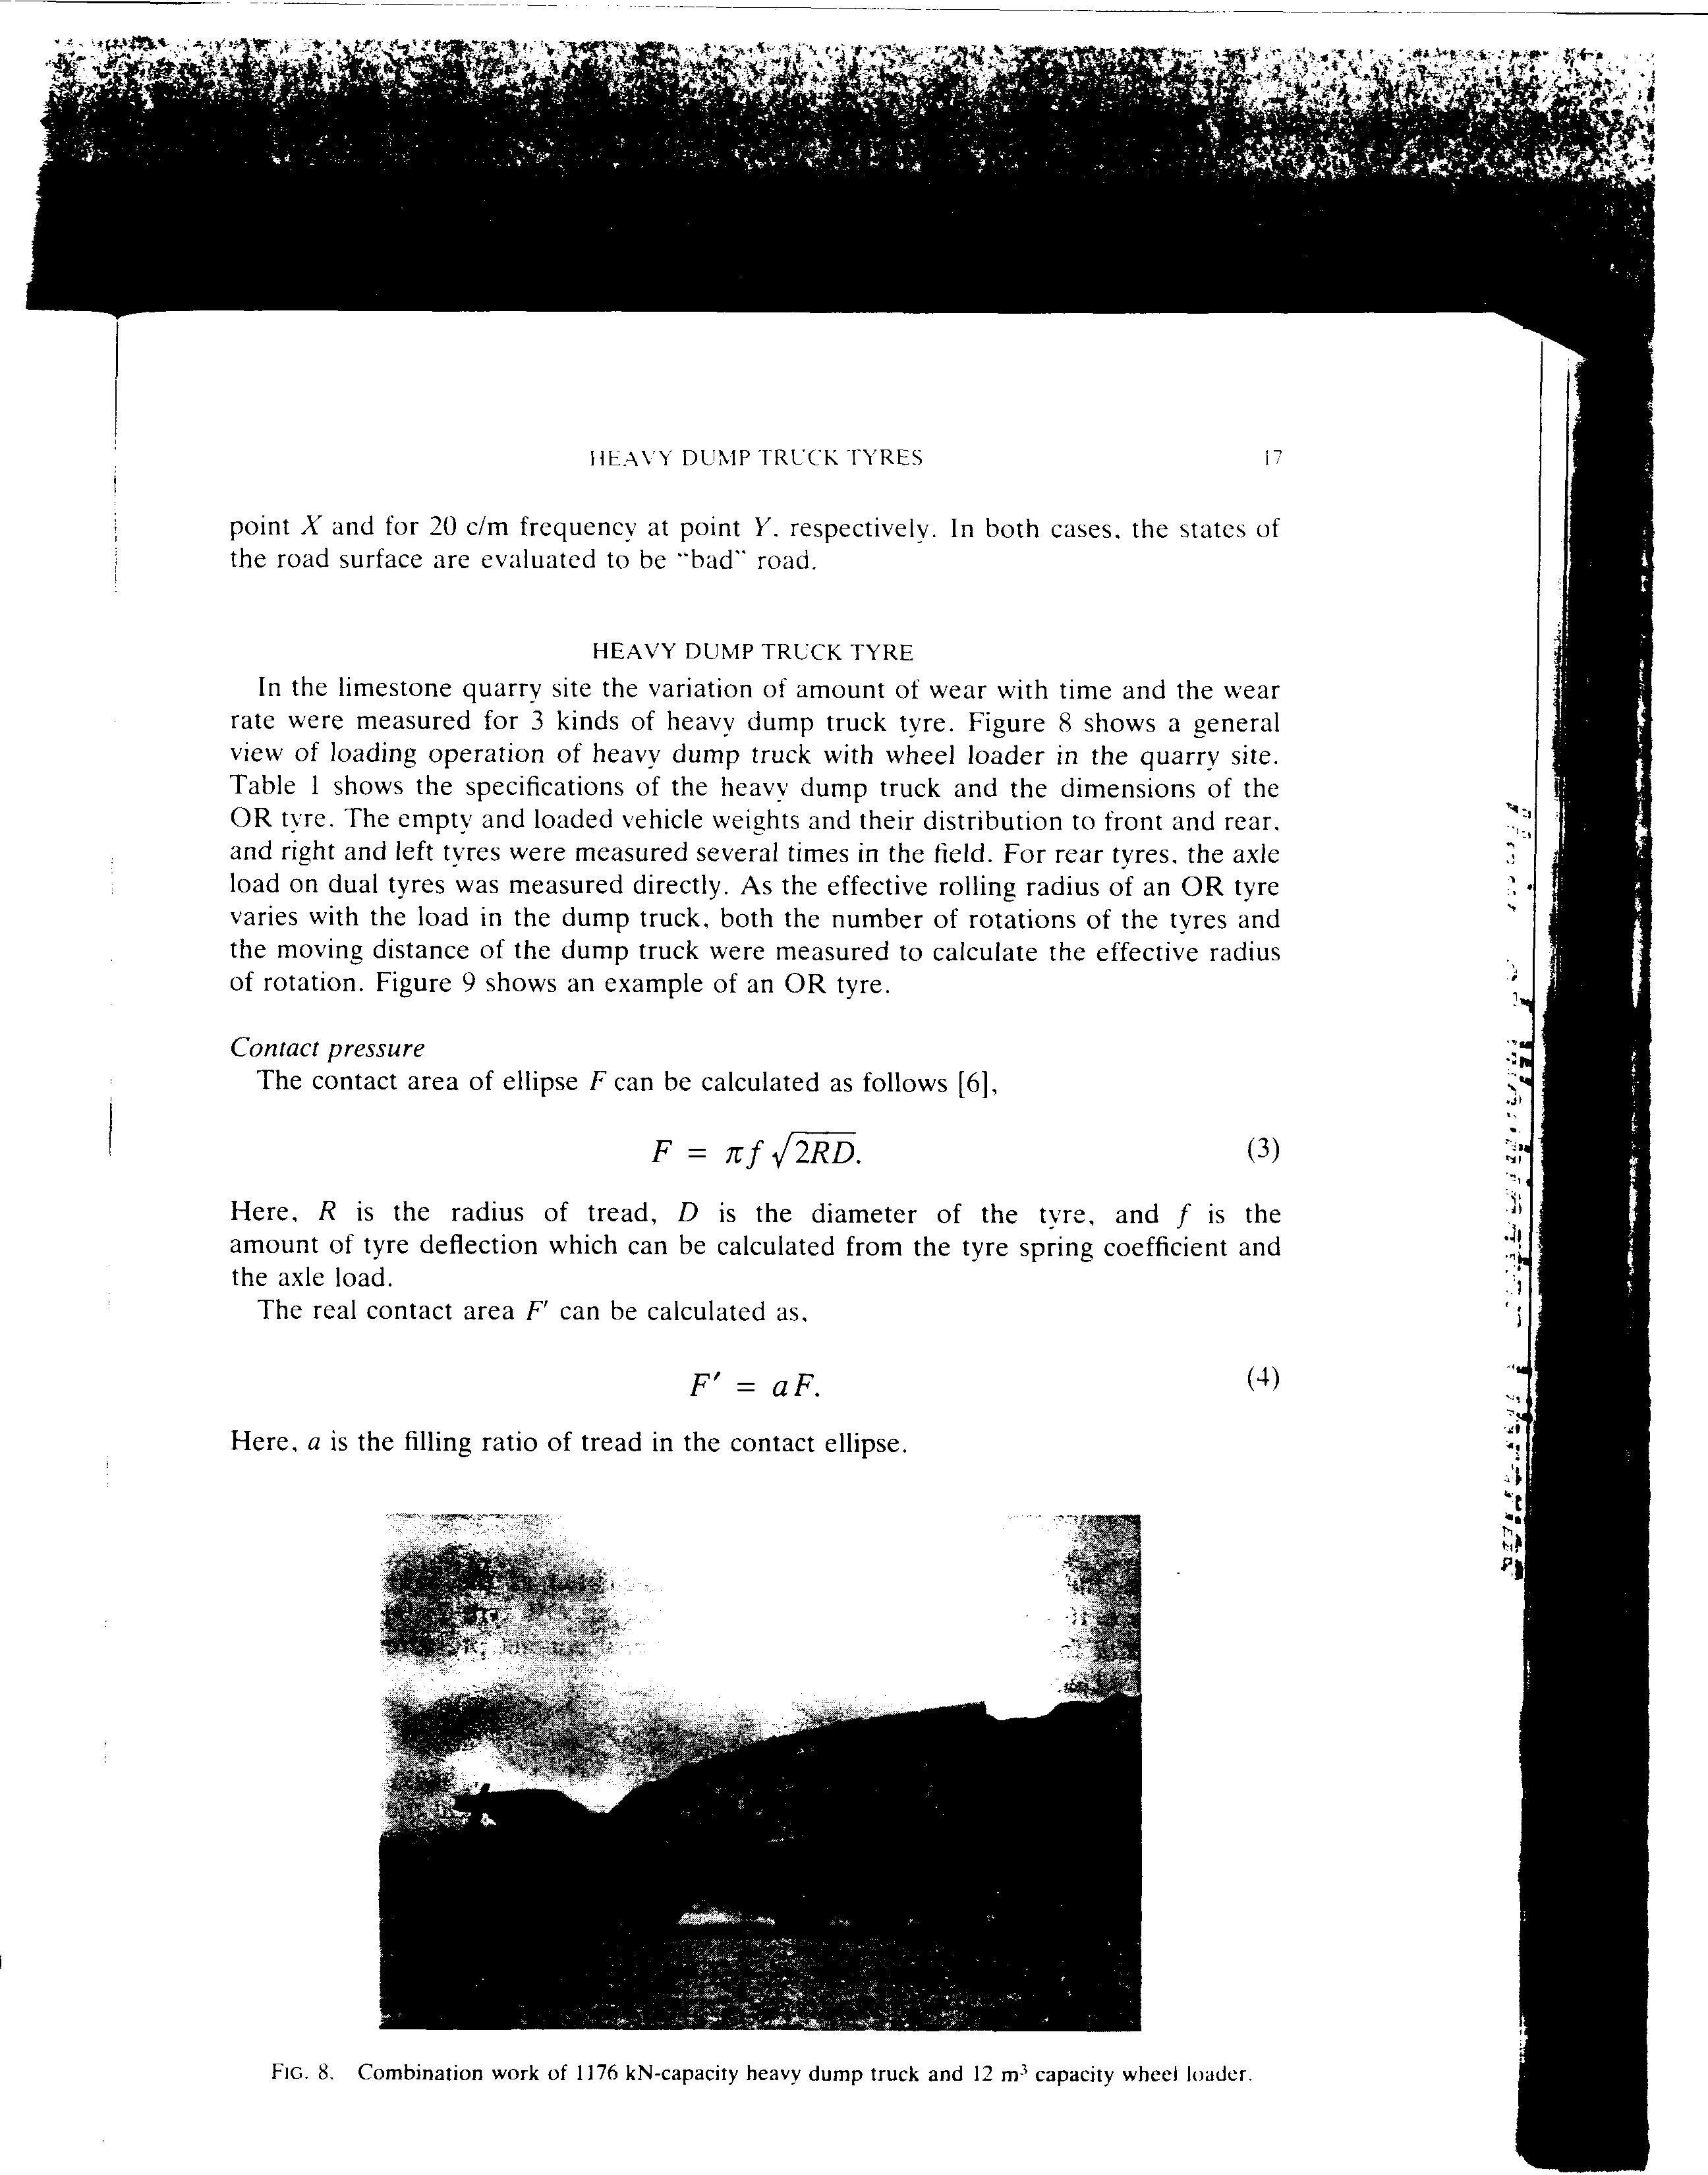 HEAVY DUMP TRUCK TYRES 17
point X and for 20 c/m frequency at point Y, respectively. In both cases, the states of
the road surface are evaluated to be "bad" road.
HEAVY DUMP TRUCK TYRE
In the limestone quarry site the variation of amount of wear with time and the wear
rate were measured for 3 kinds of heavy dump truck tyre. Figure 8 shows a general
view of loading operation of heavy dump truck with wheel loader in the quarry site.
Table 1 shows the specifications of the heavy dump truck and the dimensions of the
OR tyre. The empty and loaded vehicle weights and their distribution to front and rear,
and right and left tyres were measured several times in the field. For rear tyres, the axle
load on dual tyres was measured directly. As the effective rolling radius of an OR tyre
varies with the load in the dump truck, both the number of rotations of the tyres and
the moving distance of the dump truck were measured to calculate the effective radius
of rotation. Figure 9 shows an example of an OR tyre.
Contact pressure
The contact area of ellipse F can be calculated as follows [6],
F = πf √2RD. (3)
Here, R is the radius of tread, D is the diameter of the tyre, and f is the
amount of tyre deflection which can be calculated from the tyre spring coefficient and
the axle load.
The real contact area F′ can be calculated as,
F′ = aF. (4)
Here, a is the filling ratio of tread in the contact ellipse.
FIG. 8. Combination work of 1176 kN-capacity heavy dump truck and 12 m³ capacity wheel loader.